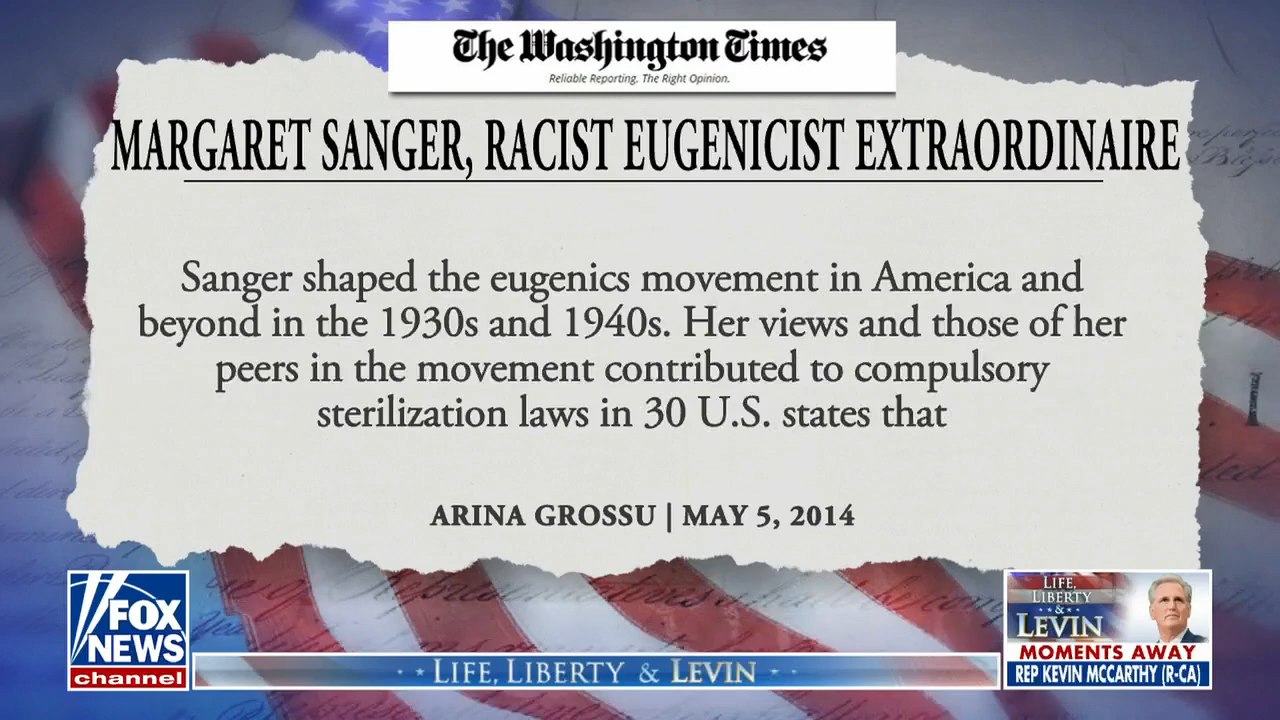 The Washington Times
Reliable Reporting. The Right Opinion.
MARGARET SANGER, RACIST EUGENICIST EXTRAORDINAIRE
Sanger shaped the eugenics movement in America and
beyond in the 1930s and 1940s. Her views and those of her
peers in the movement contributed to compulsory
sterilization laws in 30 U.S. states that
ARINA GROSSU | MAY 5, 2014
FOX
NEWS
channel
LIFE, LIBERTY & LEVIN
LIFE,
LIBERTY
&
LEVIN
MOMENTS AWAY
REP KEVIN MCCARTHY (R-CA)